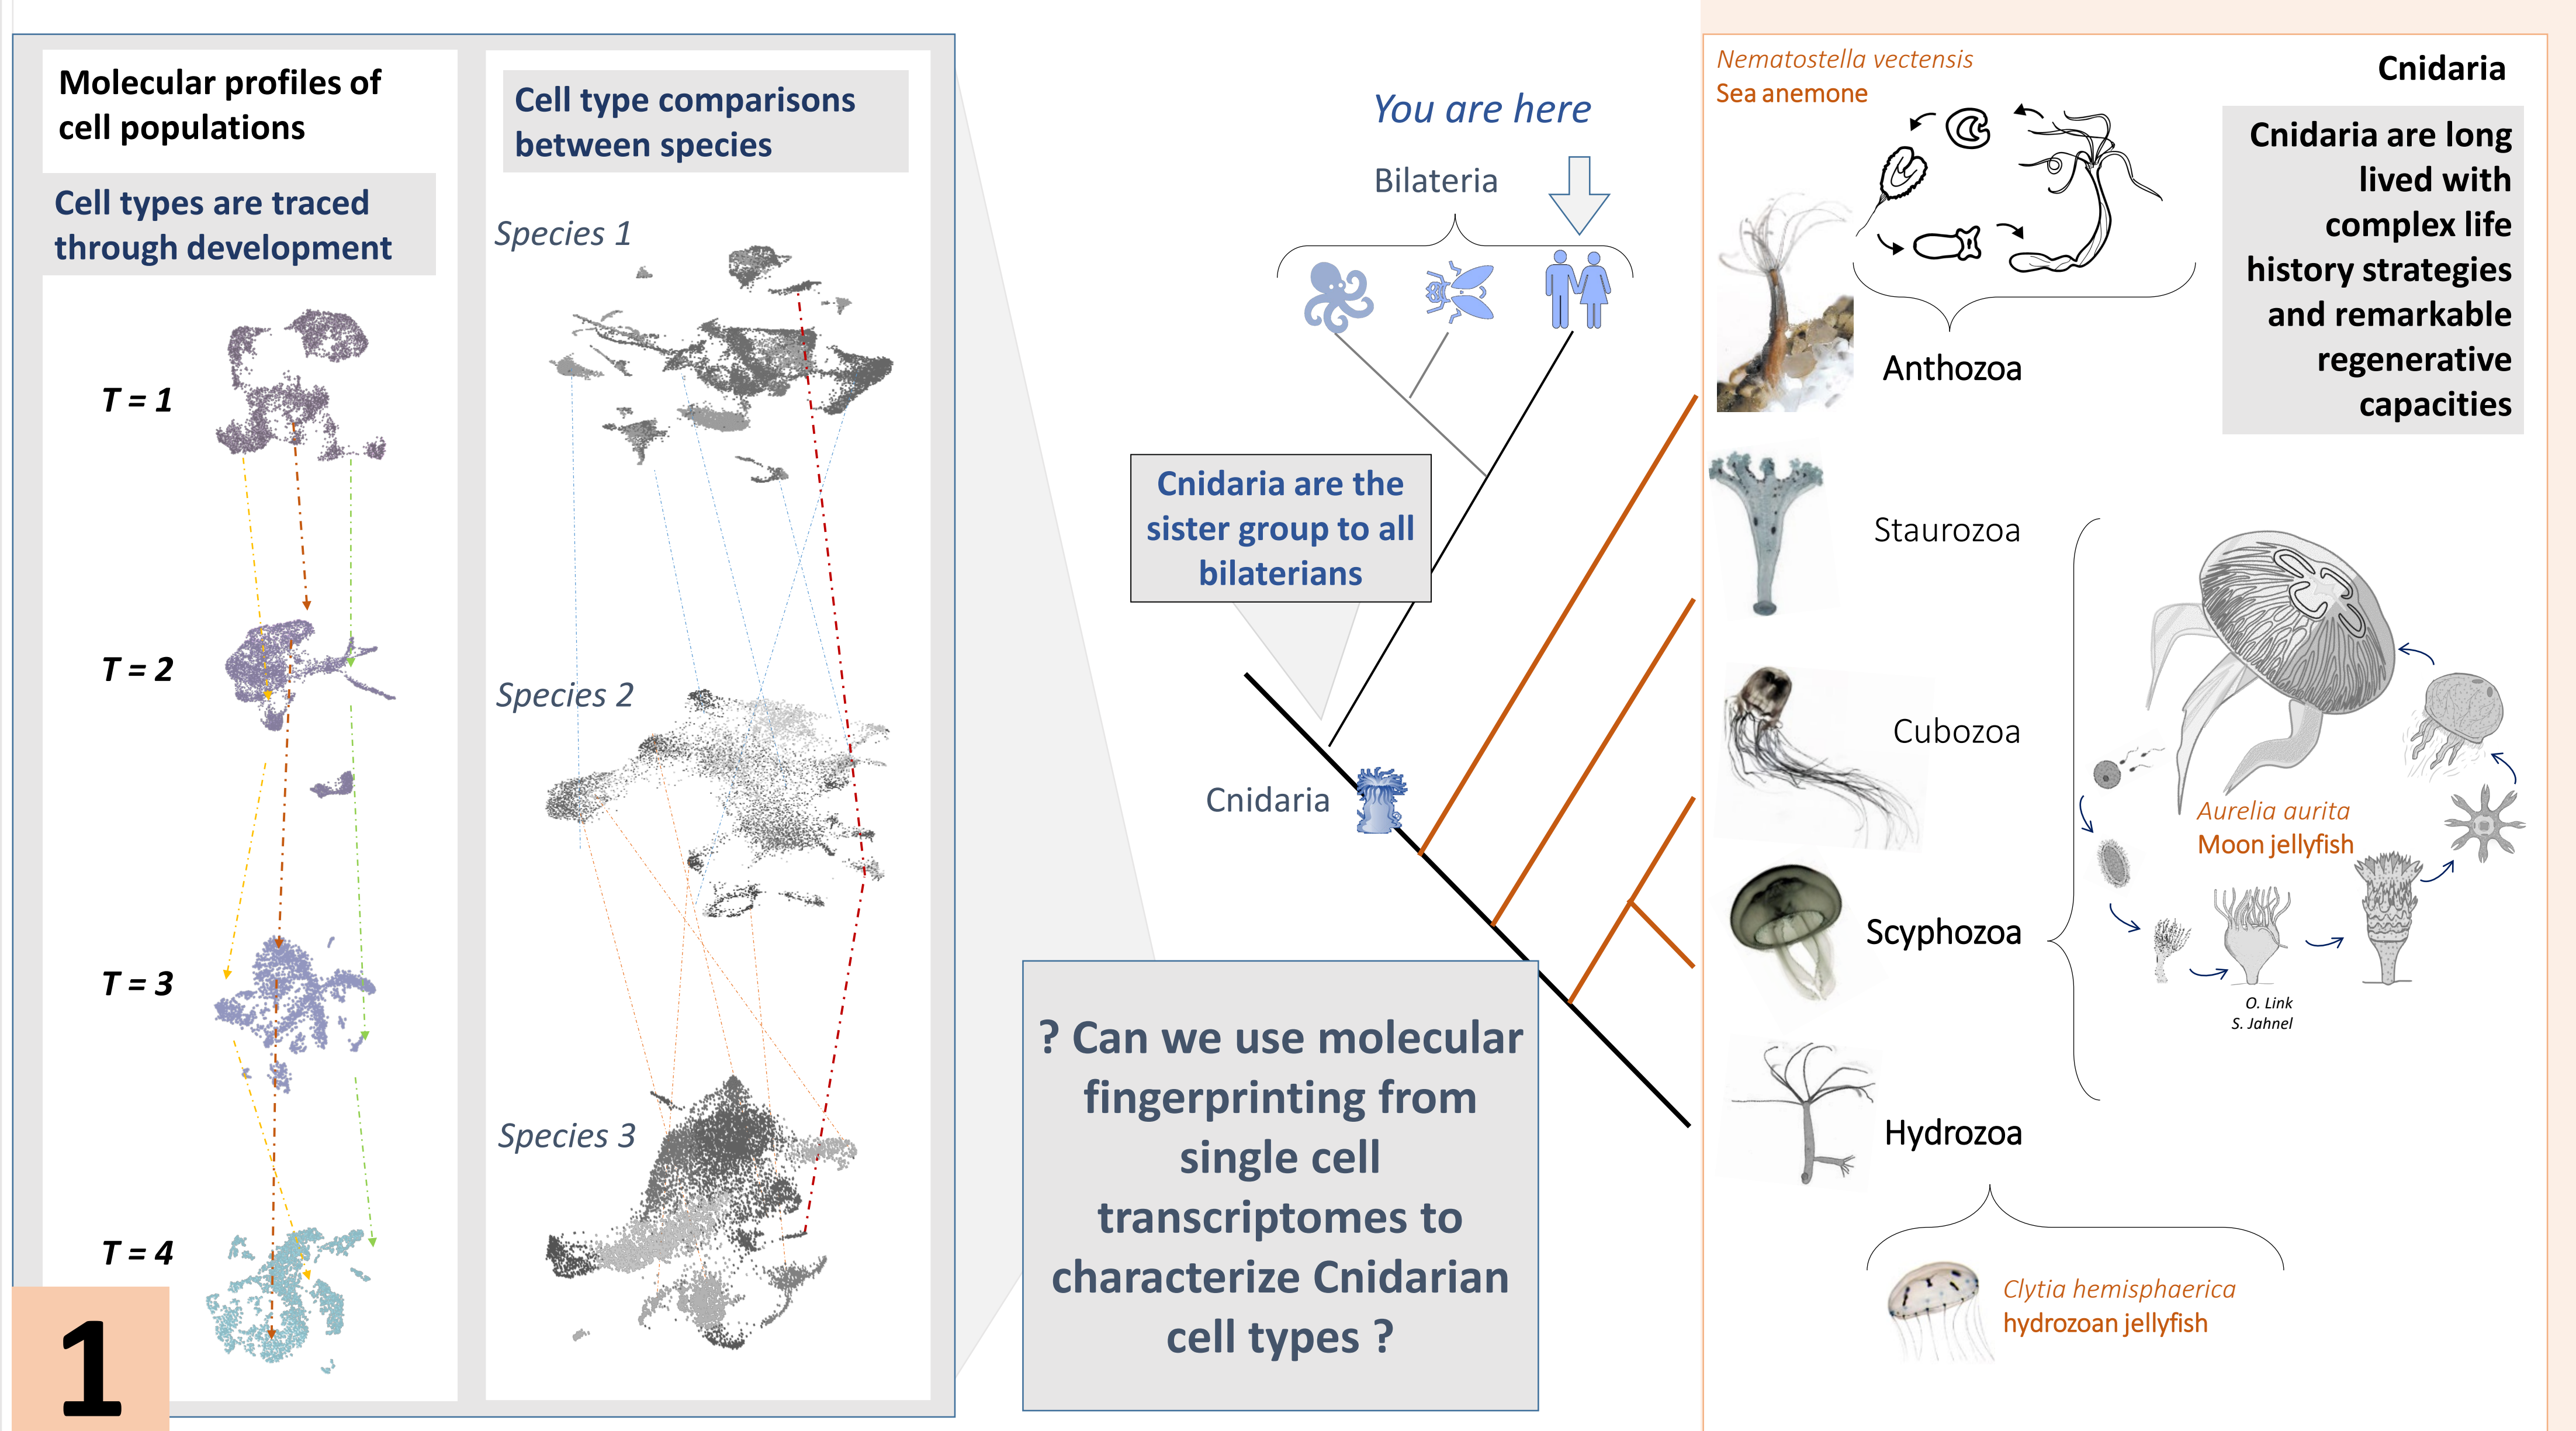 Molecular profiles of
cell populations
Cell types are traced
through development
T = 1
T = 2
T = 3
T = 4
1
Cell type comparisons
between species
Species 1
Species 2
Species 3
You are here
Bilateria
Cnidaria are the
sister group to all
bilaterians
Cnidaria
? Can we use molecular
fingerprinting from
single cell
transcriptomes to
characterize Cnidarian
cell types ?
Nematostella vectensis
Sea anemone
Cnidaria
Cnidaria are long
lived with
complex life
history strategies
and remarkable
regenerative
capacities
Anthozoa
Staurozoa
Cubozoa
Scyphozoa
Hydrozoa
Aurelia aurita
Moon jellyfish
O. Link
S. Jahnel
Clytia hemisphaerica
hydrozoan jellyfish